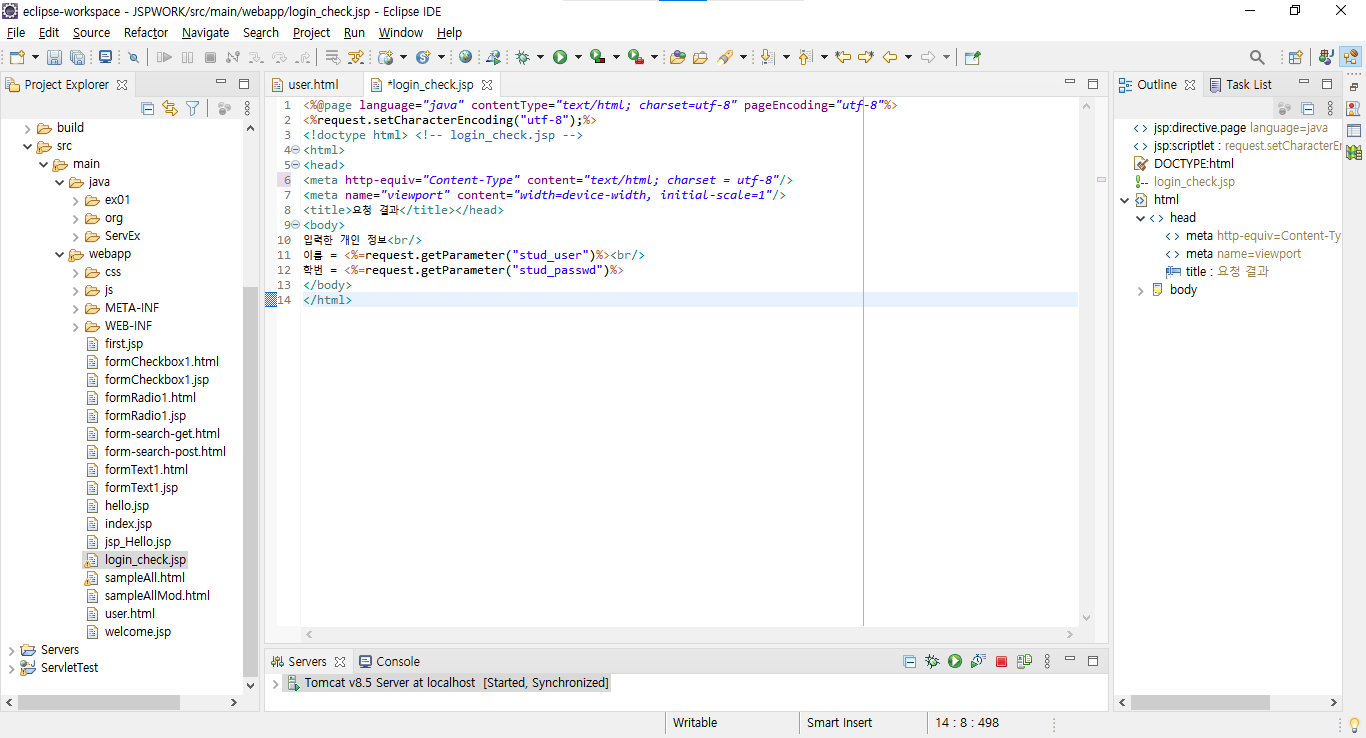 eclipse-workspace - JSPWORK/src/main/webapp/login_check.jsp - Eclipse IDE
File Edit Source Refactor Navigate Search Project Run Window Help
Project Explorer
build
src
main
java
ex01
org
ServEx
webapp
css
js
META-INF
WEB-INF
first.jsp
formCheckbox1.html
formCheckbox1.jsp
formRadio1.html
formRadio1.jsp
form-search-get.html
form-search-post.html
formText1.html
formText1.jsp
hello.jsp
index.jsp
jsp_Hello.jsp
login_check.jsp
sampleAll.html
sampleAllMod.html
user.html
welcome.jsp
Servers
ServletTest
user.html *login_check.jsp
1 <%@page language="java" contentType="text/html; charset=utf-8" pageEncoding="utf-8"%>
2 <%request.setCharacterEncoding("utf-8");%>
3 <!doctype html> <!-- login_check.jsp -->
4 <html>
5 <head>
6 <meta http-equiv="Content-Type" content="text/html; charset = utf-8"/>
7 <meta name="viewport" content="width=device-width, initial-scale=1"/>
8 <title>요청 결과</title></head>
9 <body>
10 입력한 개인 정보<br/>
11 이름 = <%=request.getParameter("stud_user")%><br/>
12 학번 = <%=request.getParameter("stud_passwd")%>
13 </body>
14 </html>
Servers Console
Tomcat v8.5 Server at localhost [Started, Synchronized]
Outline Task List
jsp:directive.page language=java
jsp:scriptlet : request.setCharacterEr
DOCTYPE:html
login_check.jsp
html
head
meta http-equiv=Content-Ty
meta name=viewport
title : 요청 결과
body
Writable Smart Insert 14 : 8 : 498